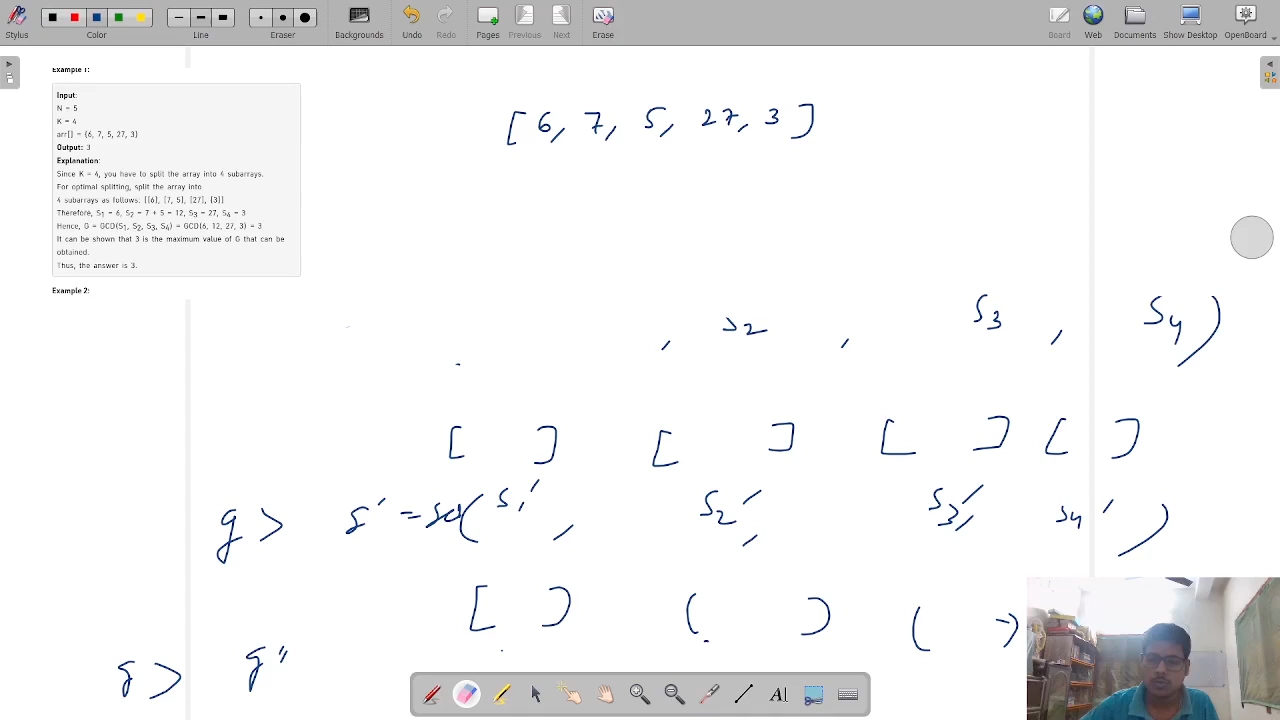 Stylus Color Line Eraser Backgrounds Undo Redo Pages Previous Next Erase Board Web Documents Show Desktop OpenBoard
Example 1:
Input:
N = 5
K = 4
arr[] = {6, 7, 5, 27, 3}
Output: 3
Explanation:
Since K = 4, you have to split the array into 4 subarrays.
For optimal splitting, split the array into
4 subarrays as follows: {[6], [7, 5], [27], [3]}
Therefore, S1 = 6, S2 = 7 + 5 = 12, S3 = 27, S4 = 3
Hence, G = GCD(S1, S2, S3, S4) = GCD(6, 12, 27, 3) = 3
It can be shown that 3 is the maximum value of G that can be
obtained.
Thus, the answer is 3.
Example 2:
[ 6, 7, 5, 27, 3 ]
, S2 , S3 , S4 )
[ ] [ ] [ ] [ ]
g > g' = ( S1', S2', S3', S4' )
[ ] ( ) ( )
g > g"
AI